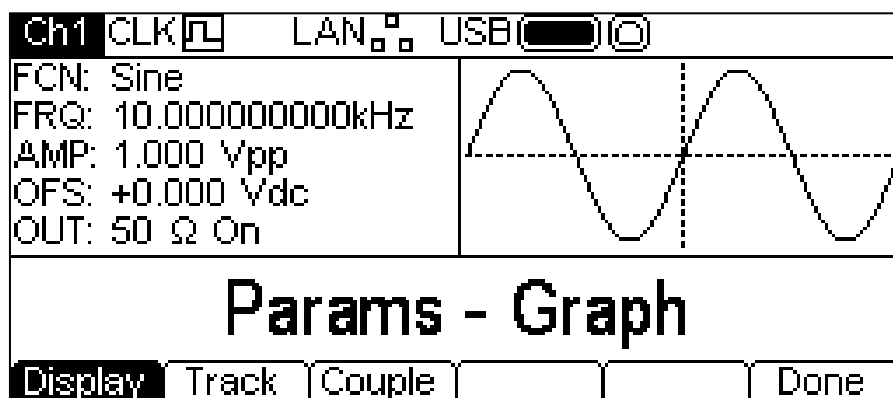 Ch1 CLK LAN USB
FCN: Sine
FRQ: 10.000000000kHz
AMP: 1.000 Vpp
OFS: +0.000 Vdc
OUT: 50 Ω On
Params - Graph
Display Track Couple Done